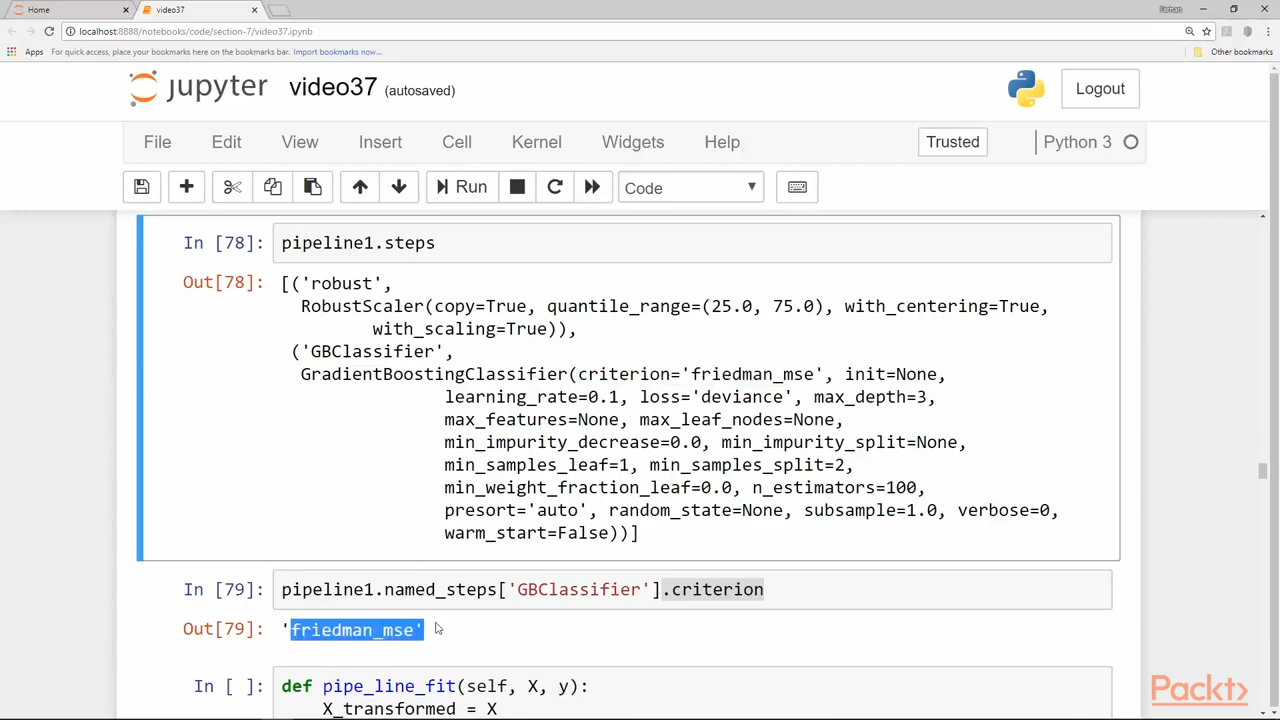 Home
video37
Farhan
localhost:8888/notebooks/code/section-7/video37.ipynb
Apps For quick access, place your bookmarks here on the bookmarks bar. Import bookmarks now...
Other bookmarks
jupyter video37 (autosaved)
Logout
File Edit View Insert Cell Kernel Widgets Help
Trusted
Python 3
Run
Code
In [78]: pipeline1.steps
Out[78]: [('robust',
RobustScaler(copy=True, quantile_range=(25.0, 75.0), with_centering=True,
with_scaling=True)),
('GBClassifier',
GradientBoostingClassifier(criterion='friedman_mse', init=None,
learning_rate=0.1, loss='deviance', max_depth=3,
max_features=None, max_leaf_nodes=None,
min_impurity_decrease=0.0, min_impurity_split=None,
min_samples_leaf=1, min_samples_split=2,
min_weight_fraction_leaf=0.0, n_estimators=100,
presort='auto', random_state=None, subsample=1.0, verbose=0,
warm_start=False))]
In [79]: pipeline1.named_steps['GBClassifier'].criterion
Out[79]: 'friedman_mse'
In [ ]: def pipe_line_fit(self, X, y):
X_transformed = X
Packt>